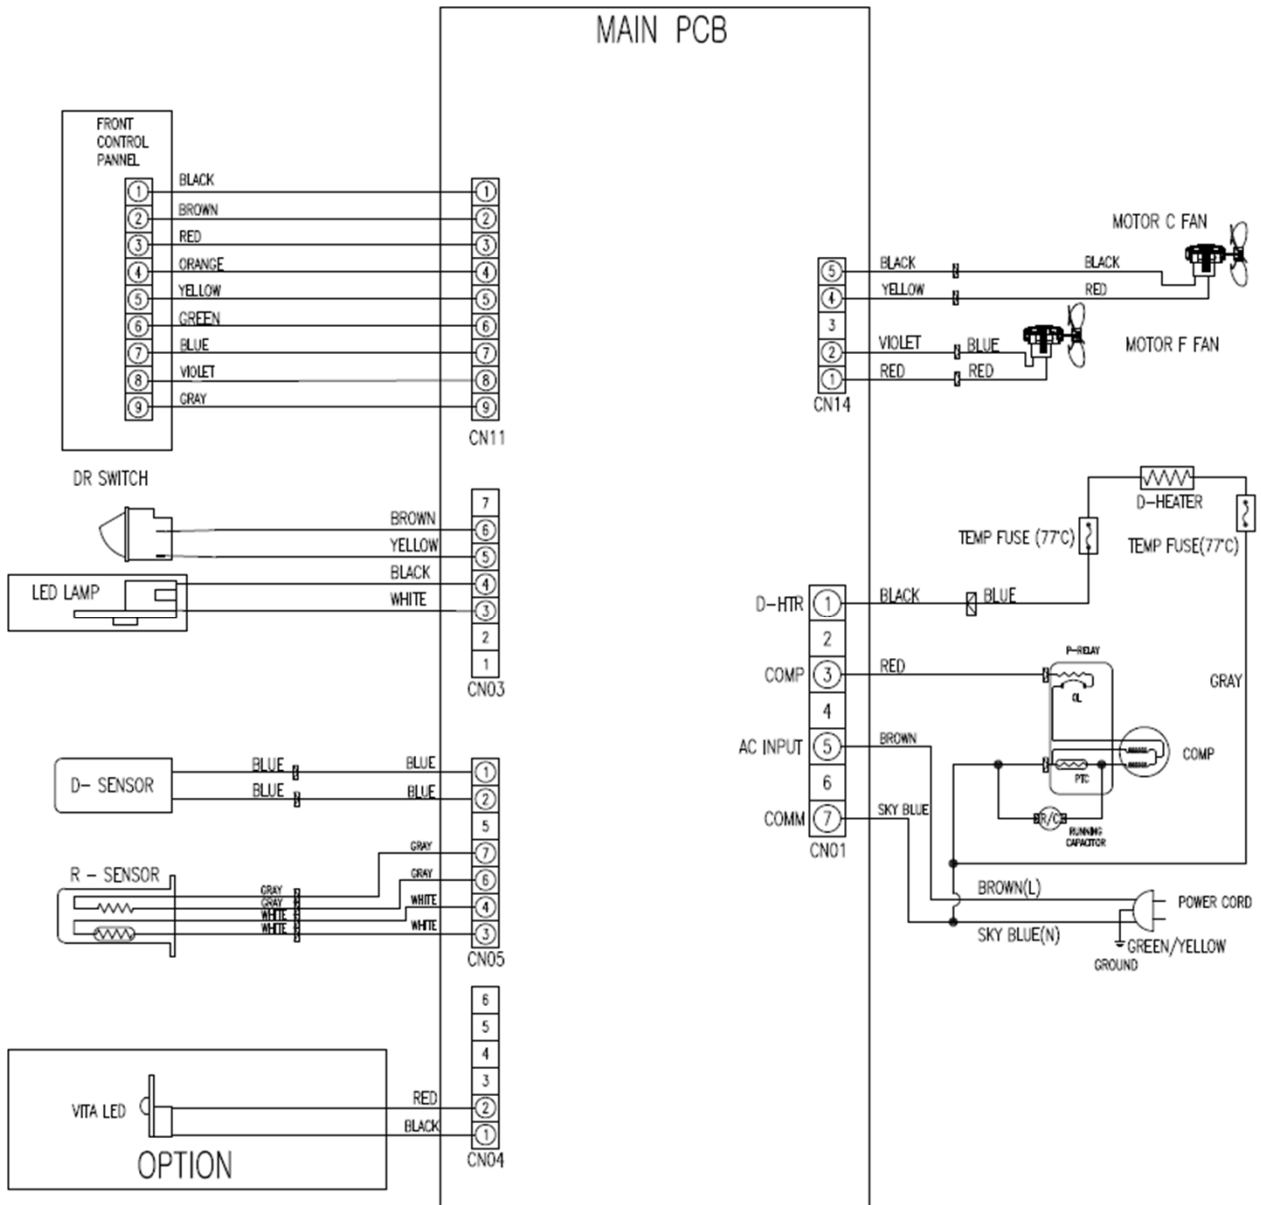 MAIN PCB
FRONT
CONTROL
PANNEL
1 BLACK 1
2 BROWN 2
3 RED 3
4 ORANGE 4
5 YELLOW 5
6 GREEN 6
7 BLUE 7
8 VIOLET 8
9 GRAY 9
CN11
DR SWITCH
7
BROWN 6
YELLOW 5
LED LAMP
BLACK 4
WHITE 3
2
1
CN03
D- SENSOR
BLUE BLUE 1
BLUE BLUE 2
5
R - SENSOR
GRAY 7
GRAY GRAY 6
GRAY
WHITE WHITE 4
WHITE WHITE 3
CN05
6
5
4
3
VITA LED
RED 2
BLACK 1
CN04
OPTION
MOTOR C FAN
5 BLACK BLACK
4 YELLOW RED
3
MOTOR F FAN
2 VIOLET BLUE
1 RED RED
CN14
D-HEATER
TEMP FUSE (77°C)
TEMP FUSE(77°C)
D-HTR 1 BLACK BLUE
2
P-RELAY
COMP 3 RED
OL
GRAY
4
AC INPUT 5 BROWN
COMP
PTC
6
COMM 7 SKY BLUE
R/C
RUNNING
CAPACITOR
CN01
BROWN(L)
POWER CORD
SKY BLUE(N)
GREEN/YELLOW
GROUND